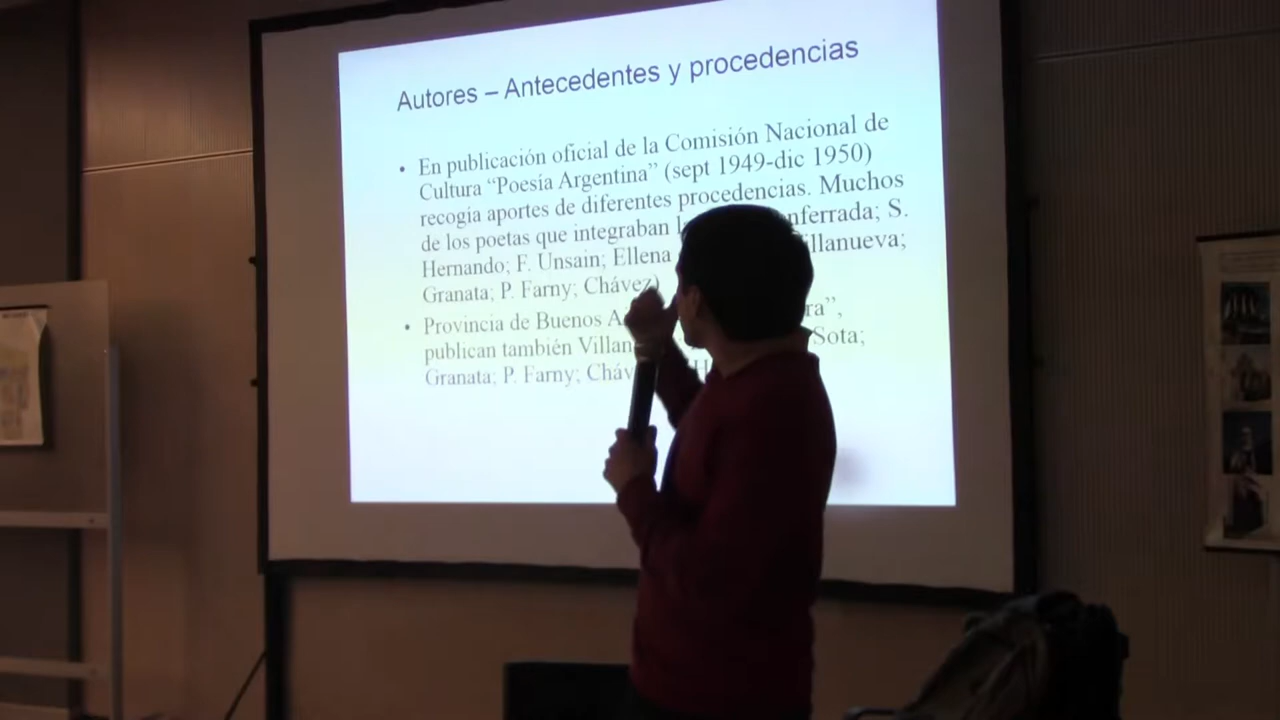 Autores – Antecedentes y procedencias
• En publicación oficial de la Comisión Nacional de
Cultura “Poesía Argentina” (sept 1949-dic 1950)
recogía aportes de diferentes procedencias. Muchos
de los poetas que integraban S.
Hernando; F. Unsain; Ellena
Granata; P. Farny; Chávez)
• Provincia de Buenos
publican también Sota;
Granata; P. Farny;